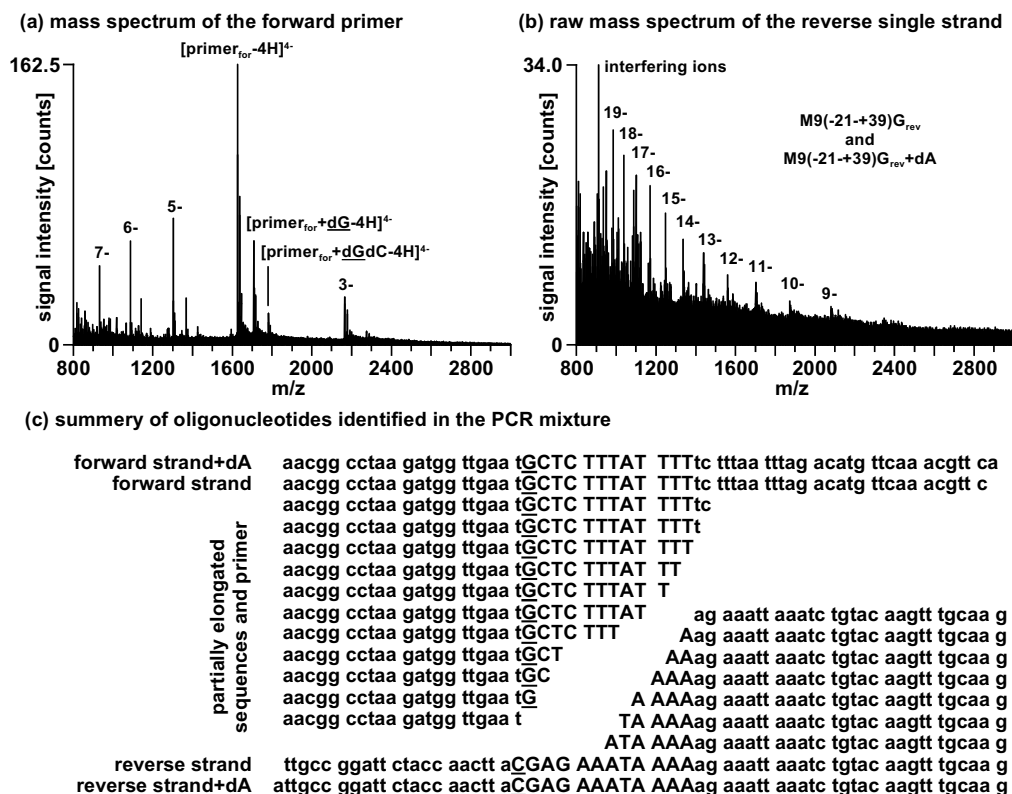 (a) mass spectrum of the forward primer
162.5
[primerfor-4H]4-
signal intensity [counts]
7-
6-
5-
[primerfor+dG-4H]4-
[primerfor+dGdC-4H]4-
3-
0
800 1200 1600 2000 2400 2800
m/z
(b) raw mass spectrum of the reverse single strand
34.0
interfering ions
signal intensity [counts]
19-
18-
17-
16-
15-
14-
13-
12-
11-
10-
9-
M9(-21-+39)Grev
and
M9(-21-+39)Grev+dA
0
800 1200 1600 2000 2400 2800
m/z
(c) summery of oligonucleotides identified in the PCR mixture
forward strand+dA aacgg cctaa gatgg ttgaa tGCTC TTTAT TTTtc tttaa tttag acatg ttcaa acgtt ca
forward strand aacgg cctaa gatgg ttgaa tGCTC TTTAT TTTtc tttaa tttag acatg ttcaa acgtt c
partially elongated
sequences and primer
aacgg cctaa gatgg ttgaa tGCTC TTTAT TTTtc
aacgg cctaa gatgg ttgaa tGCTC TTTAT TTTt
aacgg cctaa gatgg ttgaa tGCTC TTTAT TTT
aacgg cctaa gatgg ttgaa tGCTC TTTAT TT
aacgg cctaa gatgg ttgaa tGCTC TTTAT T
aacgg cctaa gatgg ttgaa tGCTC TTTAT ag aaatt aaatc tgtac aagtt tgcaa g
aacgg cctaa gatgg ttgaa tGCTC TTT Aag aaatt aaatc tgtac aagtt tgcaa g
aacgg cctaa gatgg ttgaa tGCT AAag aaatt aaatc tgtac aagtt tgcaa g
aacgg cctaa gatgg ttgaa tGC AAAag aaatt aaatc tgtac aagtt tgcaa g
aacgg cctaa gatgg ttgaa tG A AAAag aaatt aaatc tgtac aagtt tgcaa g
aacgg cctaa gatgg ttgaa t TA AAAag aaatt aaatc tgtac aagtt tgcaa g
ATA AAAag aaatt aaatc tgtac aagtt tgcaa g
reverse strand ttgcc ggatt ctacc aactt aCGAG AAATA AAAag aaatt aaatc tgtac aagtt tgcaa g
reverse strand+dA attgcc ggatt ctacc aactt aCGAG AAATA AAAag aaatt aaatc tgtac aagtt tgcaa g